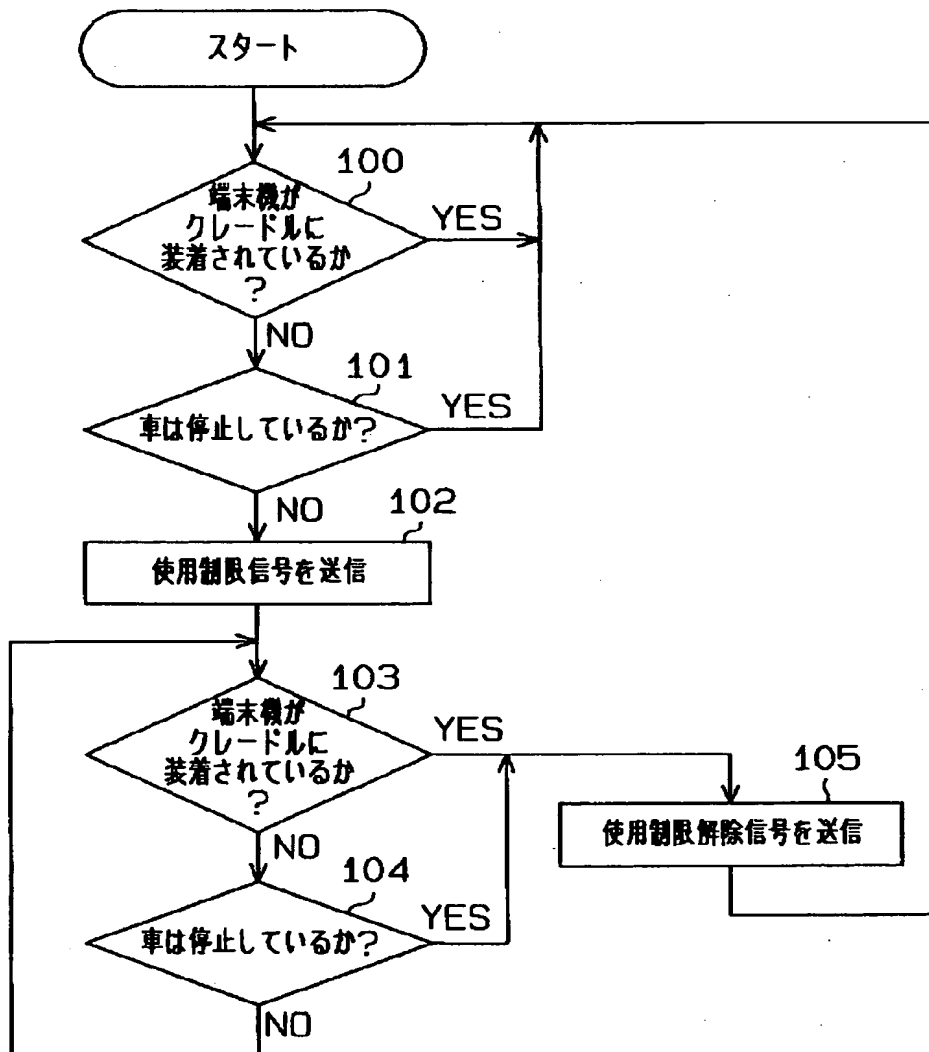 スタート
100
端末機が
クレードルに
装着されているか
?
YES
NO
101
車は停止しているか?
YES
NO
102
使用制限信号を送信
103
端末機が
クレードルに
装着されているか
?
YES
NO
105
使用制限解除信号を送信
104
車は停止しているか?
YES
NO